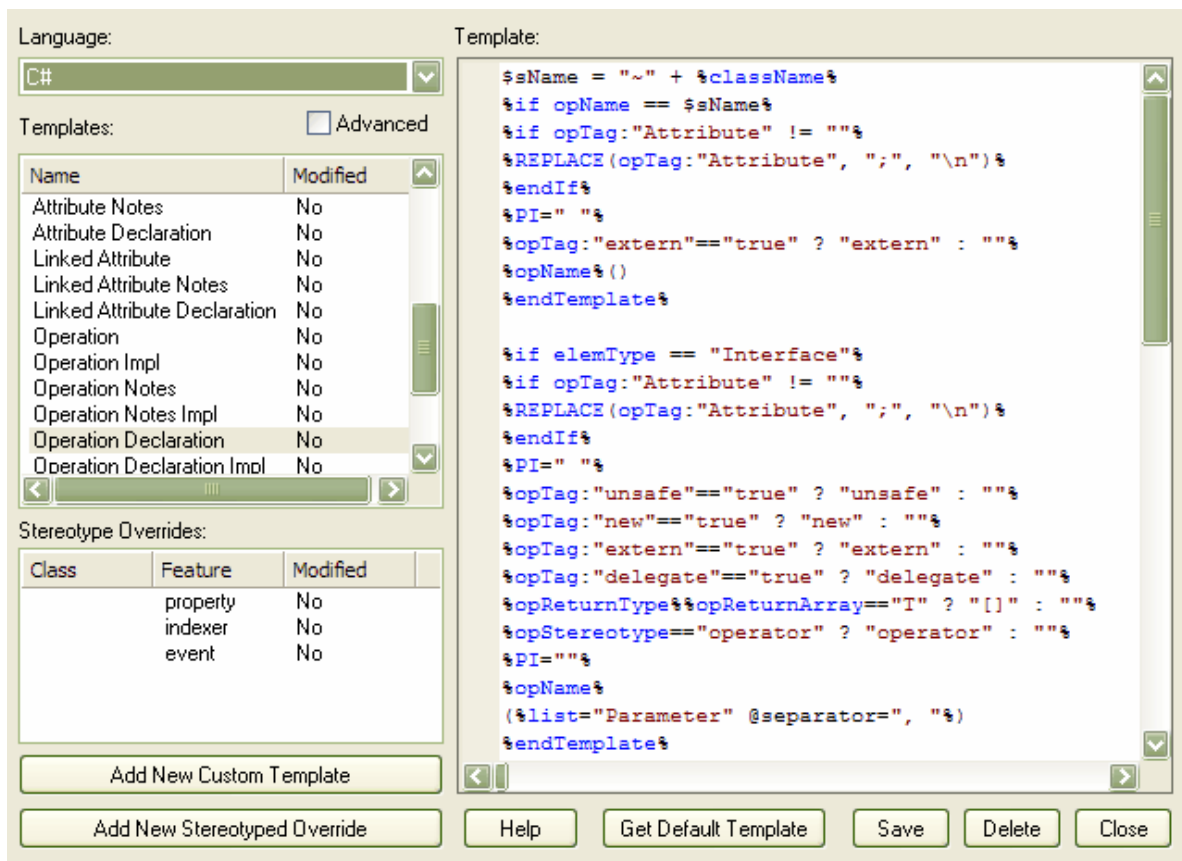 Language:
C#
Templates:
Advanced
Name Modified
Attribute Notes No
Attribute Declaration No
Linked Attribute No
Linked Attribute Notes No
Linked Attribute Declaration No
Operation No
Operation Impl No
Operation Notes No
Operation Notes Impl No
Operation Declaration No
Operation Declaration Impl No
Stereotype Overrides:
Class Feature Modified
property No
indexer No
event No
Add New Custom Template
Add New Stereotyped Override
Template:
$sName = "~" + %className%
%if opName == $sName%
%if opTag:"Attribute" != ""%
%REPLACE(opTag:"Attribute", ";", "\n")%
%endIf%
%PI=" "%
%opTag:"extern"=="true" ? "extern" : ""%
%opName%()
%endTemplate%
%if elemType == "Interface"%
%if opTag:"Attribute" != ""%
%REPLACE(opTag:"Attribute", ";", "\n")%
%endIf%
%PI=" "%
%opTag:"unsafe"=="true" ? "unsafe" : ""%
%opTag:"new"=="true" ? "new" : ""%
%opTag:"extern"=="true" ? "extern" : ""%
%opTag:"delegate"=="true" ? "delegate" : ""%
%opReturnType%%opReturnArray=="T" ? "[]" : ""%
%opStereotype=="operator" ? "operator" : ""%
%PI=""%
%opName%
(%list="Parameter" @separator=", "%)
%endTemplate%
Help
Get Default Template
Save
Delete
Close